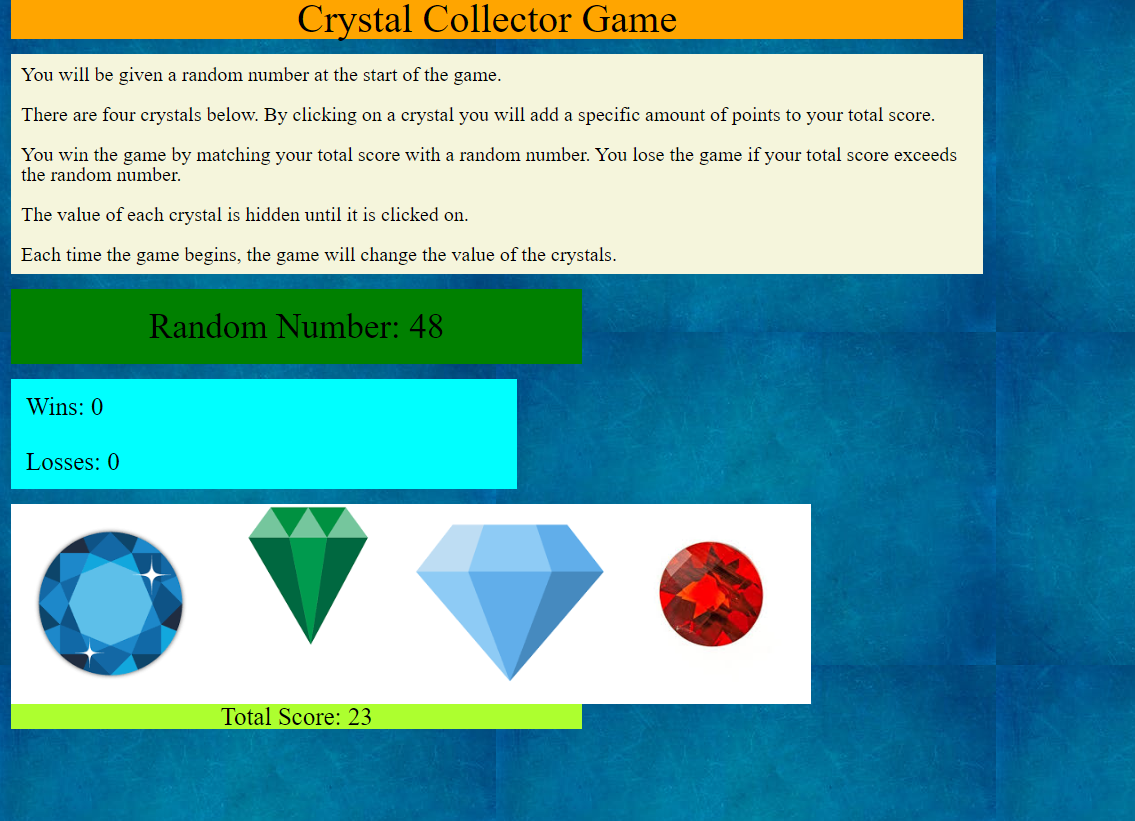 Crystal Collector Game
You will be given a random number at the start of the game.
There are four crystals below. By clicking on a crystal you will add a specific amount of points to your total score.
You win the game by matching your total score with a random number. You lose the game if your total score exceeds
the random number.
The value of each crystal is hidden until it is clicked on.
Each time the game begins, the game will change the value of the crystals.
Random Number: 48
Wins: 0
Losses: 0
Total Score: 23